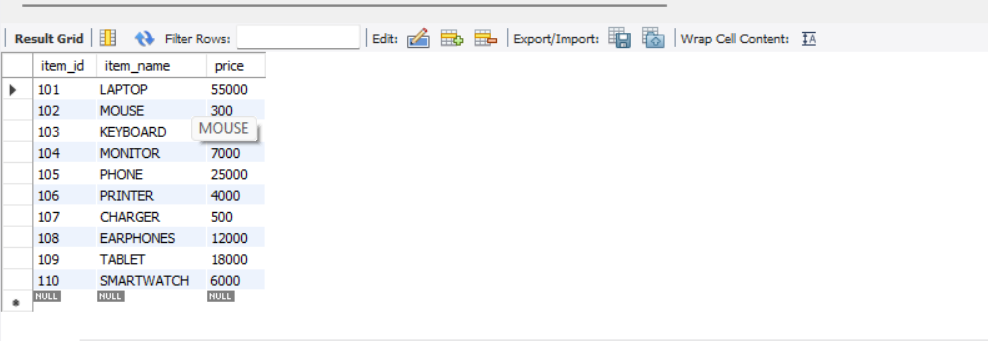 Result Grid Filter Rows: Edit: Export/Import: Wrap Cell Content: IA
item_id item_name price
101 LAPTOP 55000
102 MOUSE 300
103 KEYBOARD MOUSE
104 MONITOR 7000
105 PHONE 25000
106 PRINTER 4000
107 CHARGER 500
108 EARPHONES 12000
109 TABLET 18000
110 SMARTWATCH 6000
NULL NULL NULL